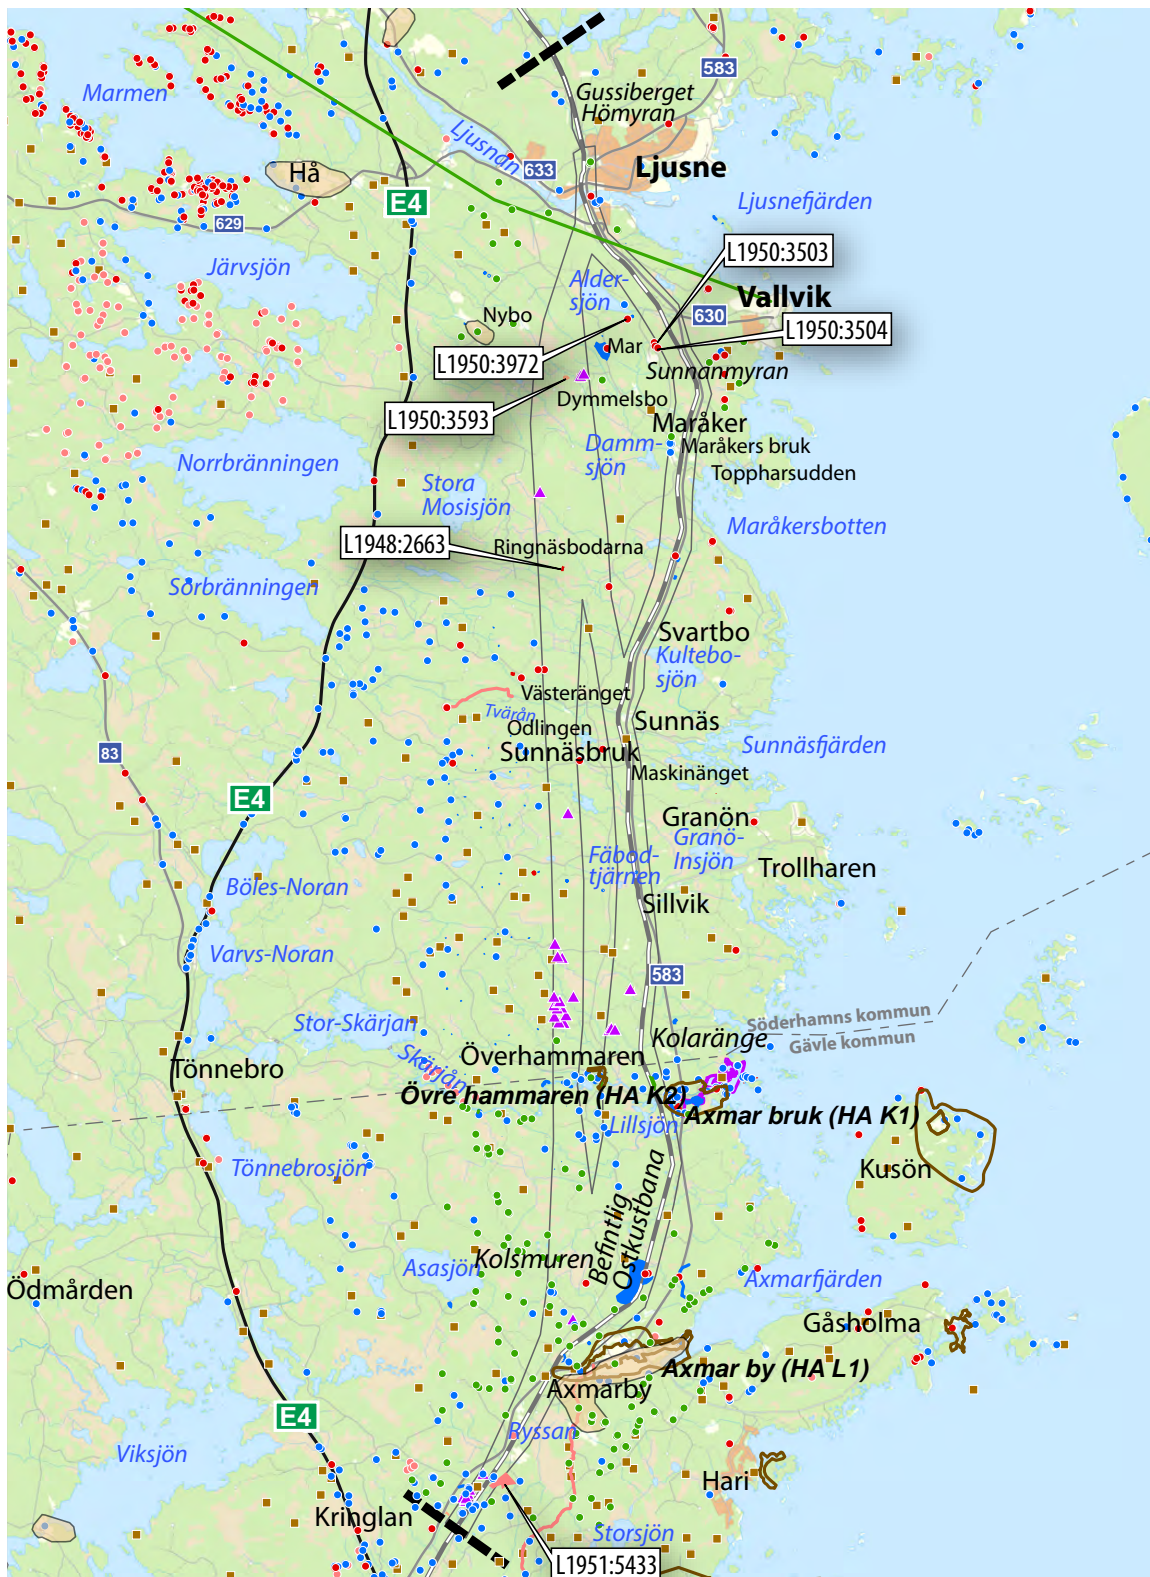 583
Gussiberget
Hömyran
Marmen
Ljusnan
633
Ljusne
Hå
E4
629
Ljusnefjärden
L1950:3503
Järvsjön
Alder-
sjön
Vallvik
630
Nybo
L1950:3504
Mar
L1950:3972
Sunnanmyran
Dymmelsbo
L1950:3593
Maråker
Maråkers bruk
Damm-
sjön
Norrbränningen
Toppharsudden
Stora
Mosisjön
Maråkersbotten
L1948:2663
Ringnäsbodarna
Sörbränningen
Svartbo
Kultebo-
sjön
Västeränget
Tvärån
Odlingen
Sunnäs
Sunnäsbruk
Sunnäsfjärden
83
Maskinänget
E4
Granön
Granö-
Insjön
Fäbod-
tjärnen
Trollharen
Böles-Noran
Sillvik
Varvs-Noran
583
Stor-Skärjan
Söderhamns kommun
Gävle kommun
Kolaränge
Skärjån
Överhammaren
Tönnebro
Övre hammaren (HA K2)
Axmar bruk (HA K1)
Lillsjön
Tönnebrosjön
Kusön
Befintlig
Ostkustbana
Asasjön
Kolsmuren
Axmarfjärden
Ödmården
Gåsholma
Axmar by (HA L1)
Axmarby
E4
Ryssan
Viksjön
Hari
Kringlan
Storsjön
L1951:5433